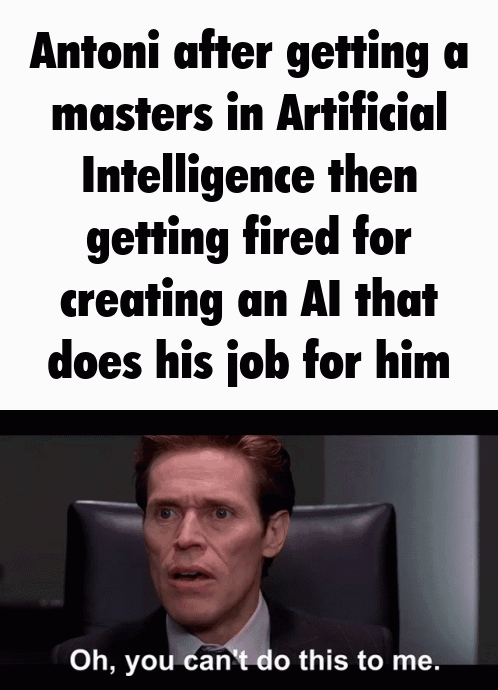 Antoni after getting a
masters in Artificial
Intelligence then
getting fired for
creating an AI that
does his job for him
Oh, you can't do this to me.